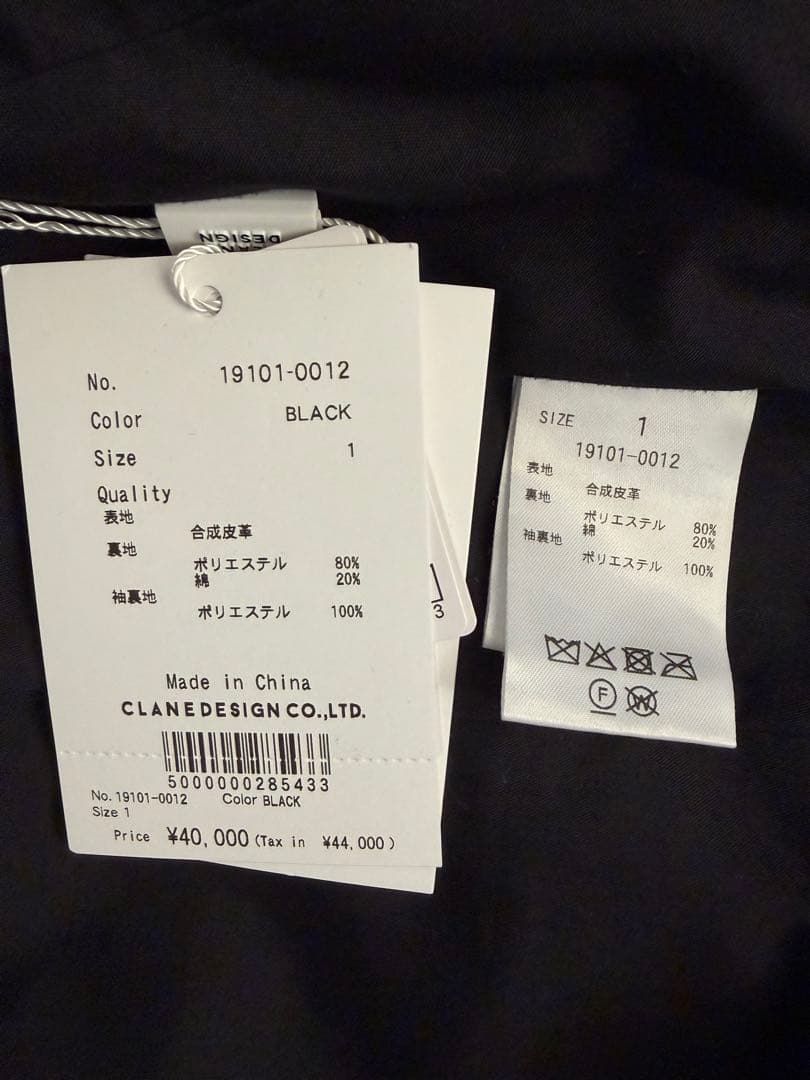 DESIGN
No. 19101-0012
Color BLACK
Size 1
Quality
表地
合成皮革
裏地
ポリエステル 80%
綿 20%
袖裏地
ポリエステル 100%
Made in China
CLANEDESIGN CO.,LTD.
5000000285433
No. 19101-0012 Color BLACK
Size 1
Price ¥40,000 (Tax in ¥44,000)
3
SIZE 1
19101-0012
表地
合成皮革
裏地
ポリエステル 80%
綿 20%
袖裏地
ポリエステル 100%
F
W